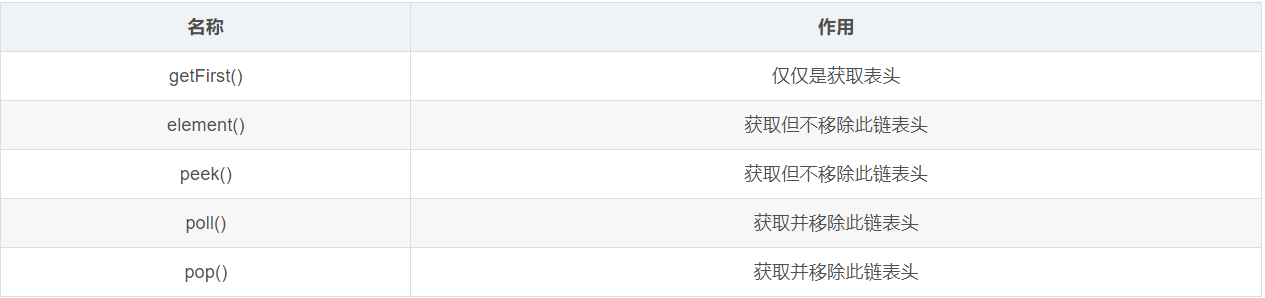 名称 作用
getFirst() 仅仅是获取表头
element() 获取但不移除此链表头
peek() 获取但不移除此链表头
poll() 获取并移除此链表头
pop() 获取并移除此链表头